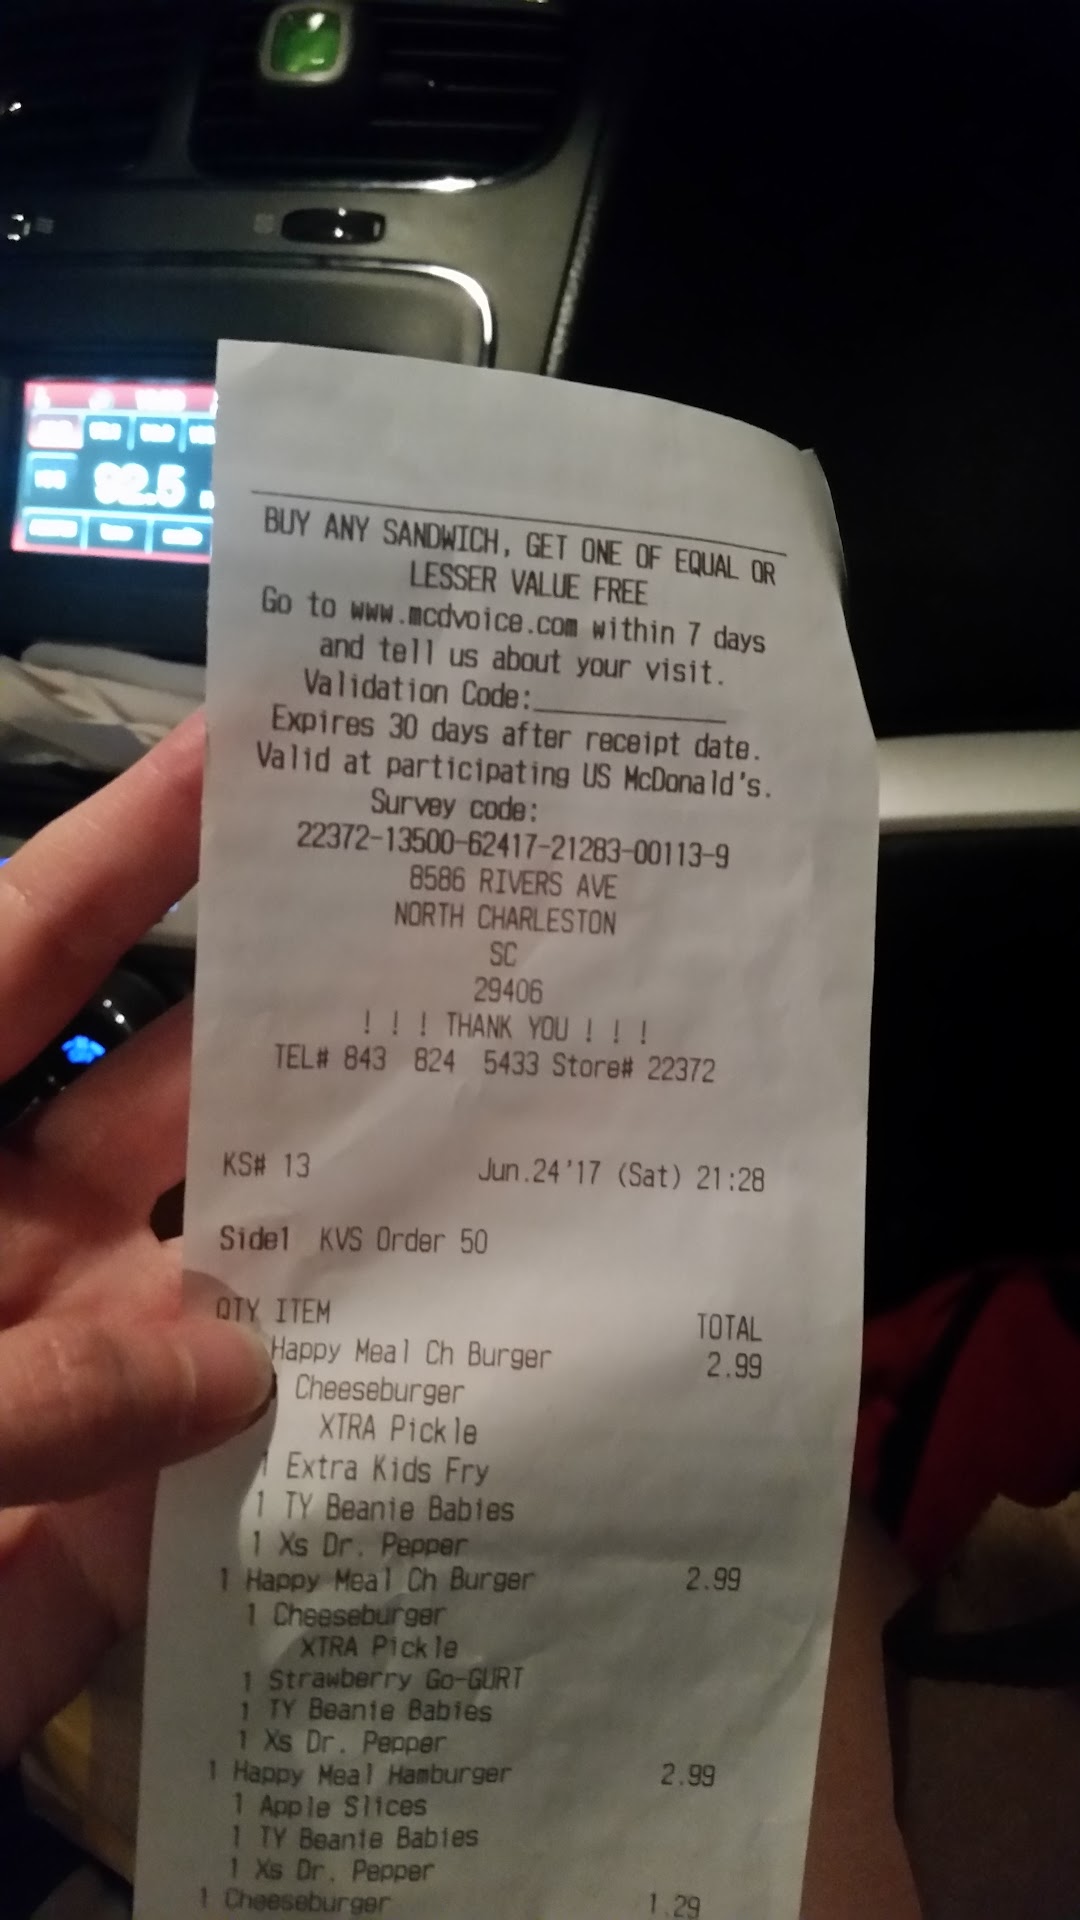 92.5
BUY ANY SANDWICH, GET ONE OF EQUAL OR
LESSER VALUE FREE
Go to www.mcdvoice.com within 7 days
and tell us about your visit.
Validation Code:____________
Expires 30 days after receipt date.
Valid at participating US McDonald's.
Survey code:
22372-13500-62417-21283-00113-9
8586 RIVERS AVE
NORTH CHARLESTON
SC
29406
! ! ! THANK YOU ! ! !
TEL# 843 824 5433 Store# 22372
KS# 13 Jun.24'17 (Sat) 21:28
Side1 KVS Order 50
QTY ITEM TOTAL
Happy Meal Ch Burger 2.99
Cheeseburger
XTRA Pickle
1 Extra Kids Fry
1 TY Beanie Babies
1 Xs Dr. Pepper
1 Happy Meal Ch Burger 2.99
1 Cheeseburger
XTRA Pickle
1 Strawberry Go-GURT
1 TY Beanie Babies
1 Xs Dr. Pepper
1 Happy Meal Hamburger 2.99
1 Apple Slices
1 TY Beanie Babies
1 Xs Dr. Pepper
1 Cheeseburger 1.29